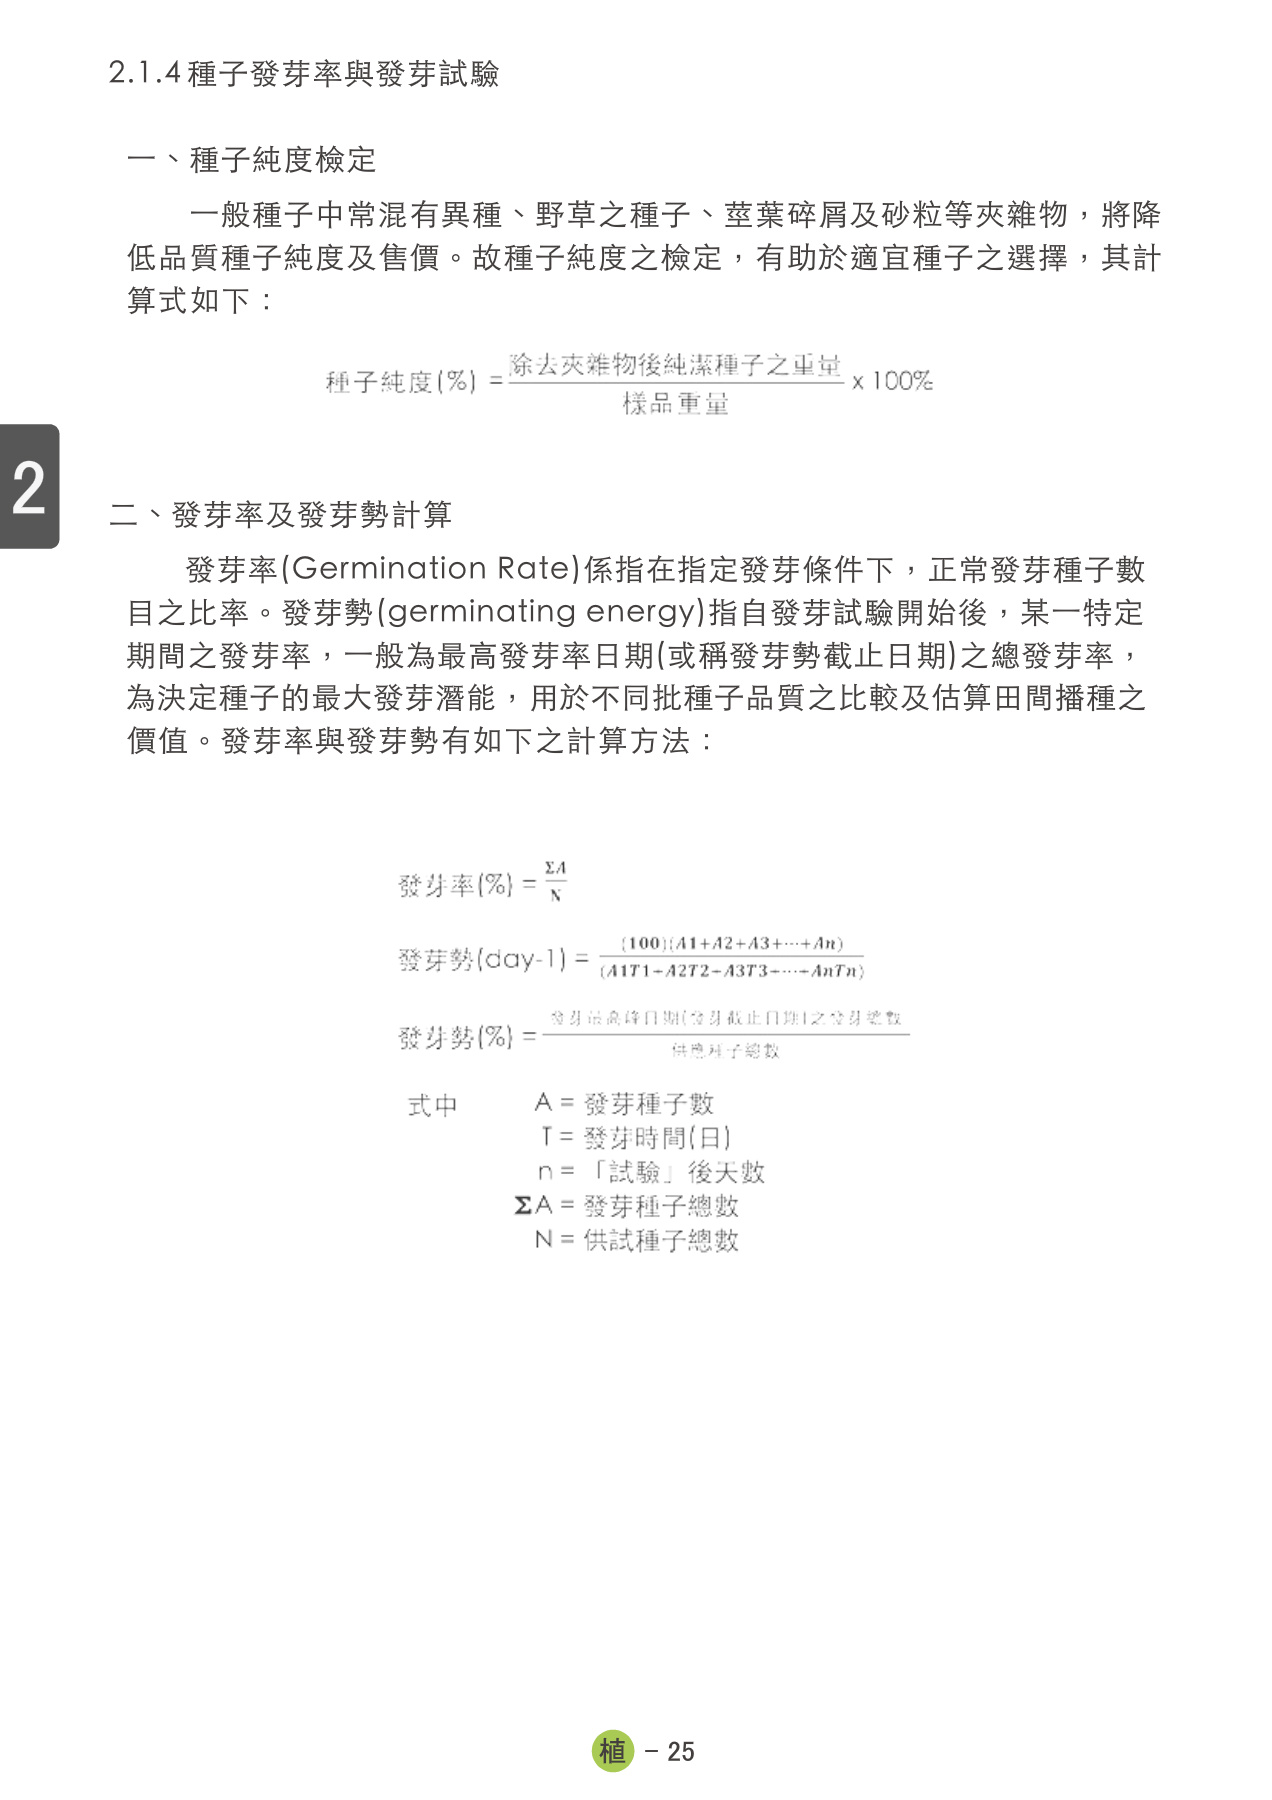 2.1.4種子發芽率與發芽試驗
一、種子純度檢定
一般種子中常混有異種、野草之種子、莖葉碎屑及砂粒等夾雜物，將降
低品質種子純度及售價。故種子純度之檢定，有助於適宜種子之選擇，其計
算式如下：
種子純度(%) = 除去夾雜物後純潔種子之重量 / 樣品重量 x 100%
2
二、發芽率及發芽勢計算
發芽率(Germination Rate)係指在指定發芽條件下，正常發芽種子數
目之比率。發芽勢(germinating energy)指自發芽試驗開始後，某一特定
期間之發芽率，一般為最高發芽率日期(或稱發芽勢截止日期)之總發芽率，
為決定種子的最大發芽潛能，用於不同批種子品質之比較及估算田間播種之
價值。發芽率與發芽勢有如下之計算方法：
發芽率(%) = ΣA / N
發芽勢(day-1) = (100)(A1+A2+A3+⋯+An) / (A1T1+A2T2+A3T3+⋯+AnTn)
發芽勢(%) = 發芽最高峰日期(發芽截止日期)之發芽總數 / 供應種子總數
式中 A = 發芽種子數
T = 發芽時間(日)
n = 「試驗」後天數
ΣA = 發芽種子總數
N = 供試種子總數
植 - 25